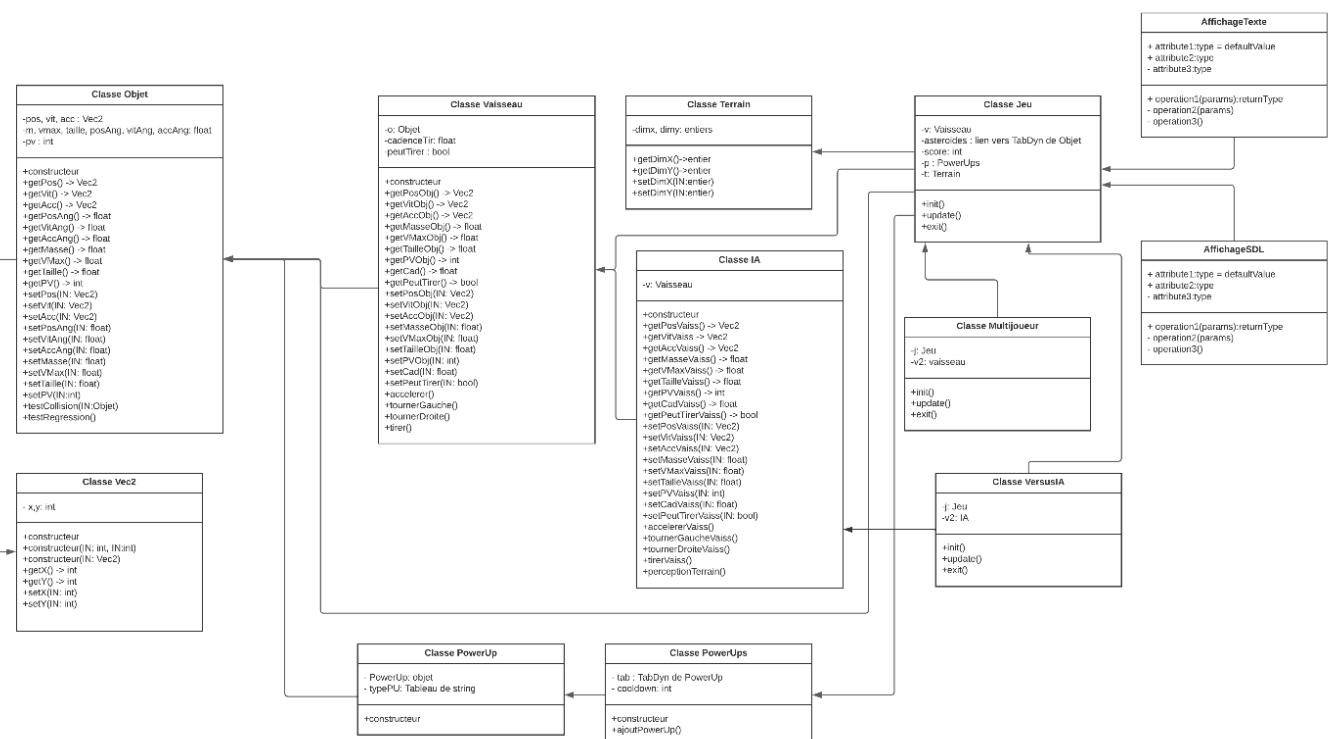 Classe Objet
-pos, vit, acc : Vec2
-m, vmax, taille, posAng, vitAng, accAng: float
-pv : int
+constructeur
+getPos() -> Vec2
+getVit() -> Vec2
+getAcc() -> Vec2
+getPosAng() -> float
+getVitAng() -> float
+getAccAng() -> float
+getMasse() -> float
+getVMax() -> float
+getTaille() -> float
+getPV() -> int
+setPos(IN: Vec2)
+setVit(IN: Vec2)
+setAcc(IN: Vec2)
+setPosAng(IN: float)
+setVitAng(IN: float)
+setAccAng(IN: float)
+setMasse(IN: float)
+setVMax(IN: float)
+setTaille(IN: float)
+setPV(IN:int)
+testCollision(IN:Objet)
+testRegression()
Classe Vec2
- x,y: int
+constructeur
+constructeur(IN: int, IN:int)
+constructeur(IN: Vec2)
+getX() -> int
+getY() -> int
+setX(IN: int)
+setY(IN: int)
Classe Vaisseau
-o: Objet
-cadenceTir: float
-peutTirer : bool
+constructeur
+getPosObj() -> Vec2
+getVitObj() -> Vec2
+getAccObj() -> Vec2
+getMasseObj() -> float
+getVMaxObj() -> float
+getTailleObj() -> float
+getPVObj() -> int
+getCad() -> float
+getPeutTirer() -> bool
+setPosObj(IN: Vec2)
+setVitObj(IN: Vec2)
+setAccObj(IN: Vec2)
+setMasseObj(IN: float)
+setVMaxObj(IN: float)
+setTailleObj(IN: float)
+setPVObj(IN: int)
+setCad(IN: float)
+setPeutTirer(IN: bool)
+accelerer()
+tournerGauche()
+tournerDroite()
+tirer()
Classe Terrain
-dimx, dimy: entiers
+getDimX()->entier
+getDimY()->entier
+setDimX(IN:entier)
+setDimY(IN:entier)
Classe IA
-v: Vaisseau
+constructeur
+getPosVaiss() -> Vec2
+getVitVaiss -> Vec2
+getAccVaiss() -> Vec2
+getMasseVaiss() -> float
+getVMaxVaiss() -> float
+getTailleVaiss() -> float
+getPVVaiss() -> int
+getCadVaiss() -> float
+getPeutTirerVaiss() -> bool
+setPosVaiss(IN: Vec2)
+setVitVaiss(IN: Vec2)
+setAccVaiss(IN: Vec2)
+setMasseVaiss(IN: float)
+setVMaxVaiss(IN: float)
+setTailleVaiss(IN: float)
+setPVVaiss(IN: int)
+setCadVaiss(IN: float)
+setPeutTirerVaiss(IN: bool)
+accelererVaiss()
+tournerGaucheVaiss()
+tournerDroiteVaiss()
+tirerVaiss()
+perceptionTerrain()
Classe Jeu
-v: Vaisseau
-asteroides : lien vers TabDyn de Objet
-score: int
-p : PowerUps
-t: Terrain
+init()
+update()
+exit()
AffichageTexte
+ attribute1:type = defaultValue
+ attribute2:type
- attribute3:type
+ operation1(params):returnType
- operation2(params)
- operation3()
AffichageSDL
+ attribute1:type = defaultValue
+ attribute2:type
- attribute3:type
+ operation1(params):returnType
- operation2(params)
- operation3()
Classe Multijoueur
-j: Jeu
-v2: vaisseau
+init()
+update()
+exit()
Classe VersusIA
-j: Jeu
-v2: IA
+init()
+update()
+exit()
Classe PowerUp
- PowerUp: objet
- typePU: Tableau de string
+constructeur
Classe PowerUps
- tab : TabDyn de PowerUp
- cooldown: int
+constructeur
+ajoutPowerUp()